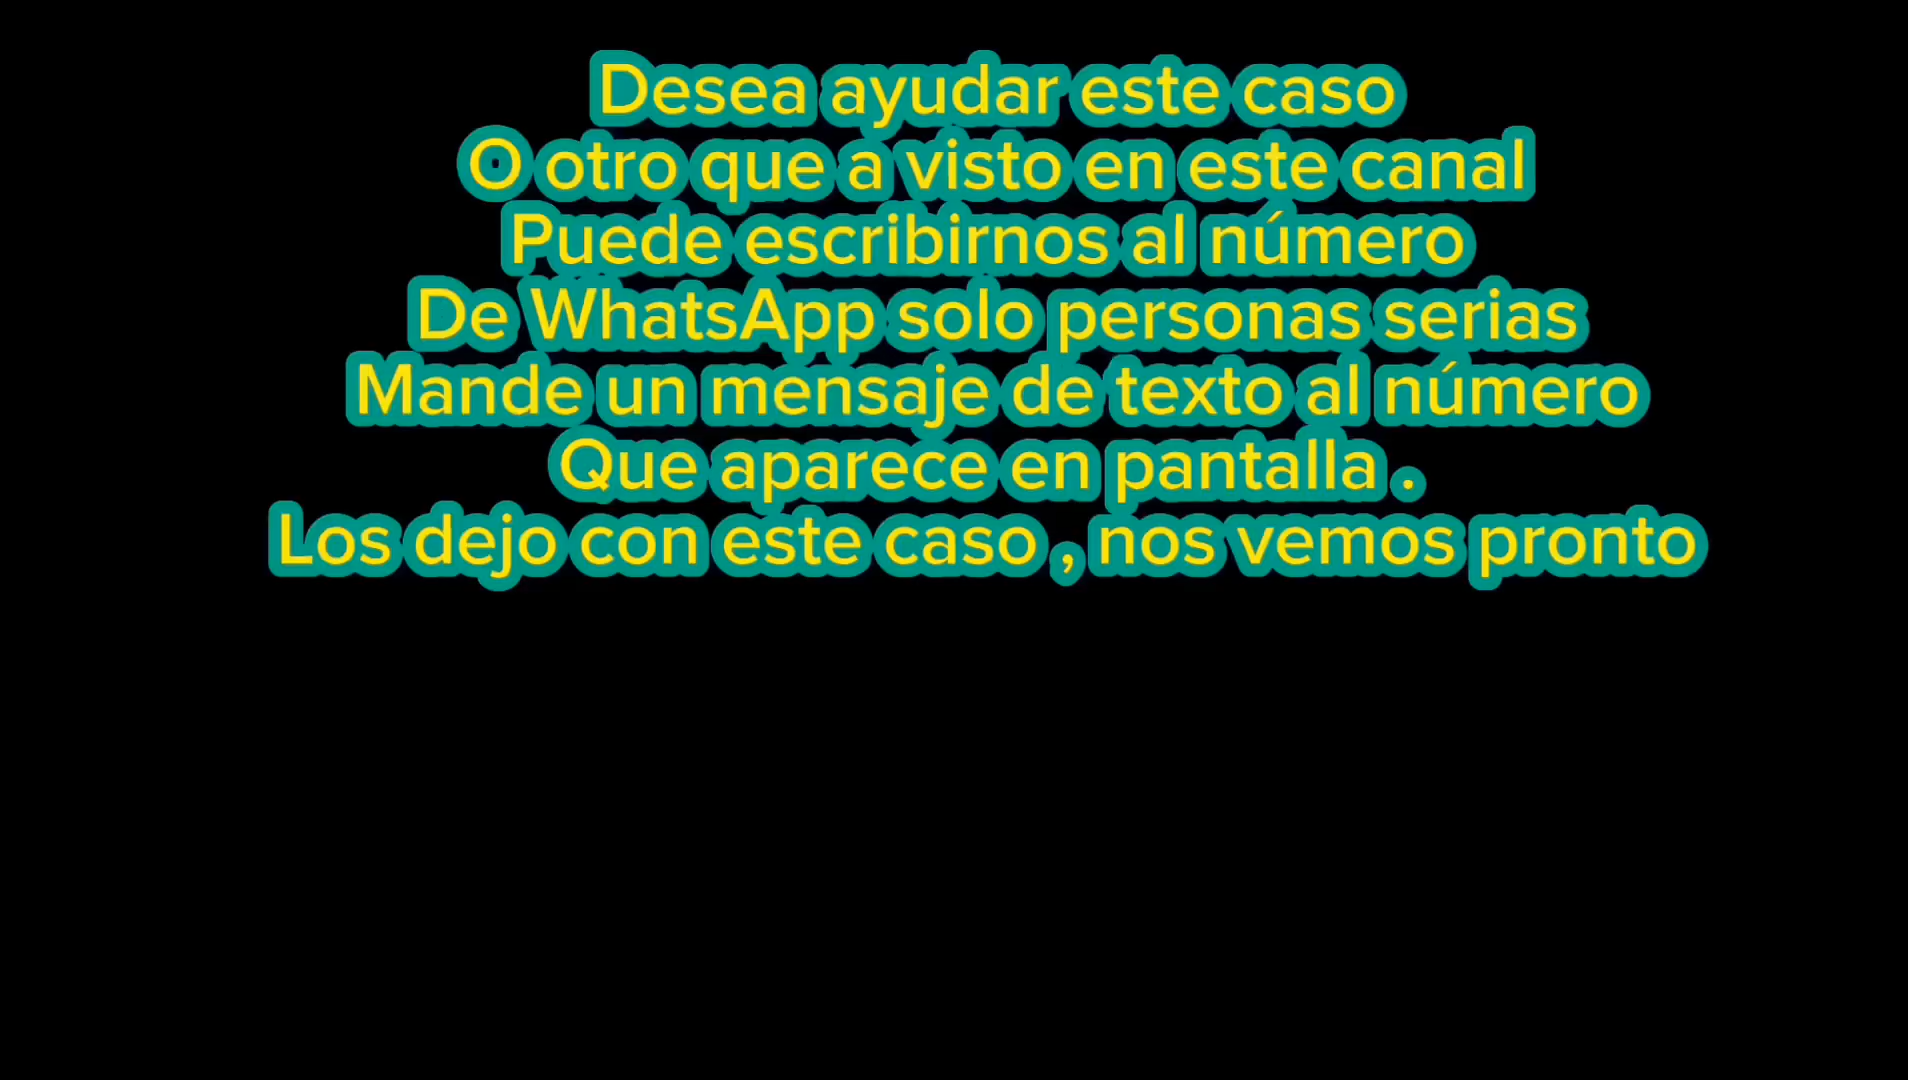 Desea ayudar este caso
O otro que a visto en este canal
Puede escribirnos al número
De WhatsApp solo personas serias
Mande un mensaje de texto al número
Que aparece en pantalla .
Los dejo con este caso , nos vemos pronto